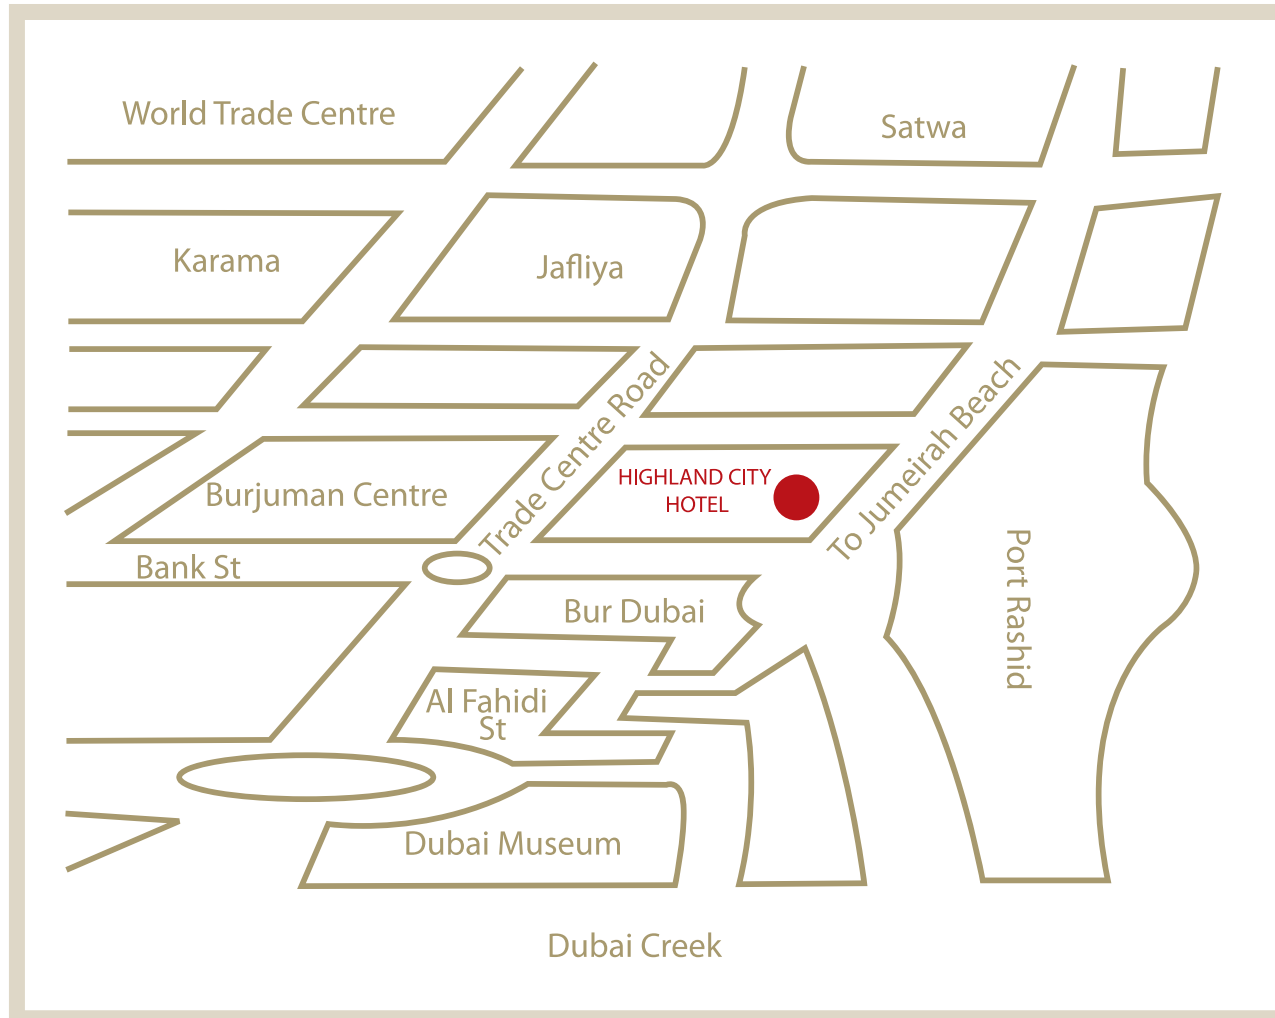 World Trade Centre
Satwa
Karama
Jafliya
Trade Centre Road
To Jumeirah Beach
Burjuman Centre
HIGHLAND CITY
HOTEL
Bank St
Bur Dubai
Port Rashid
Al Fahidi
St
Dubai Museum
Dubai Creek